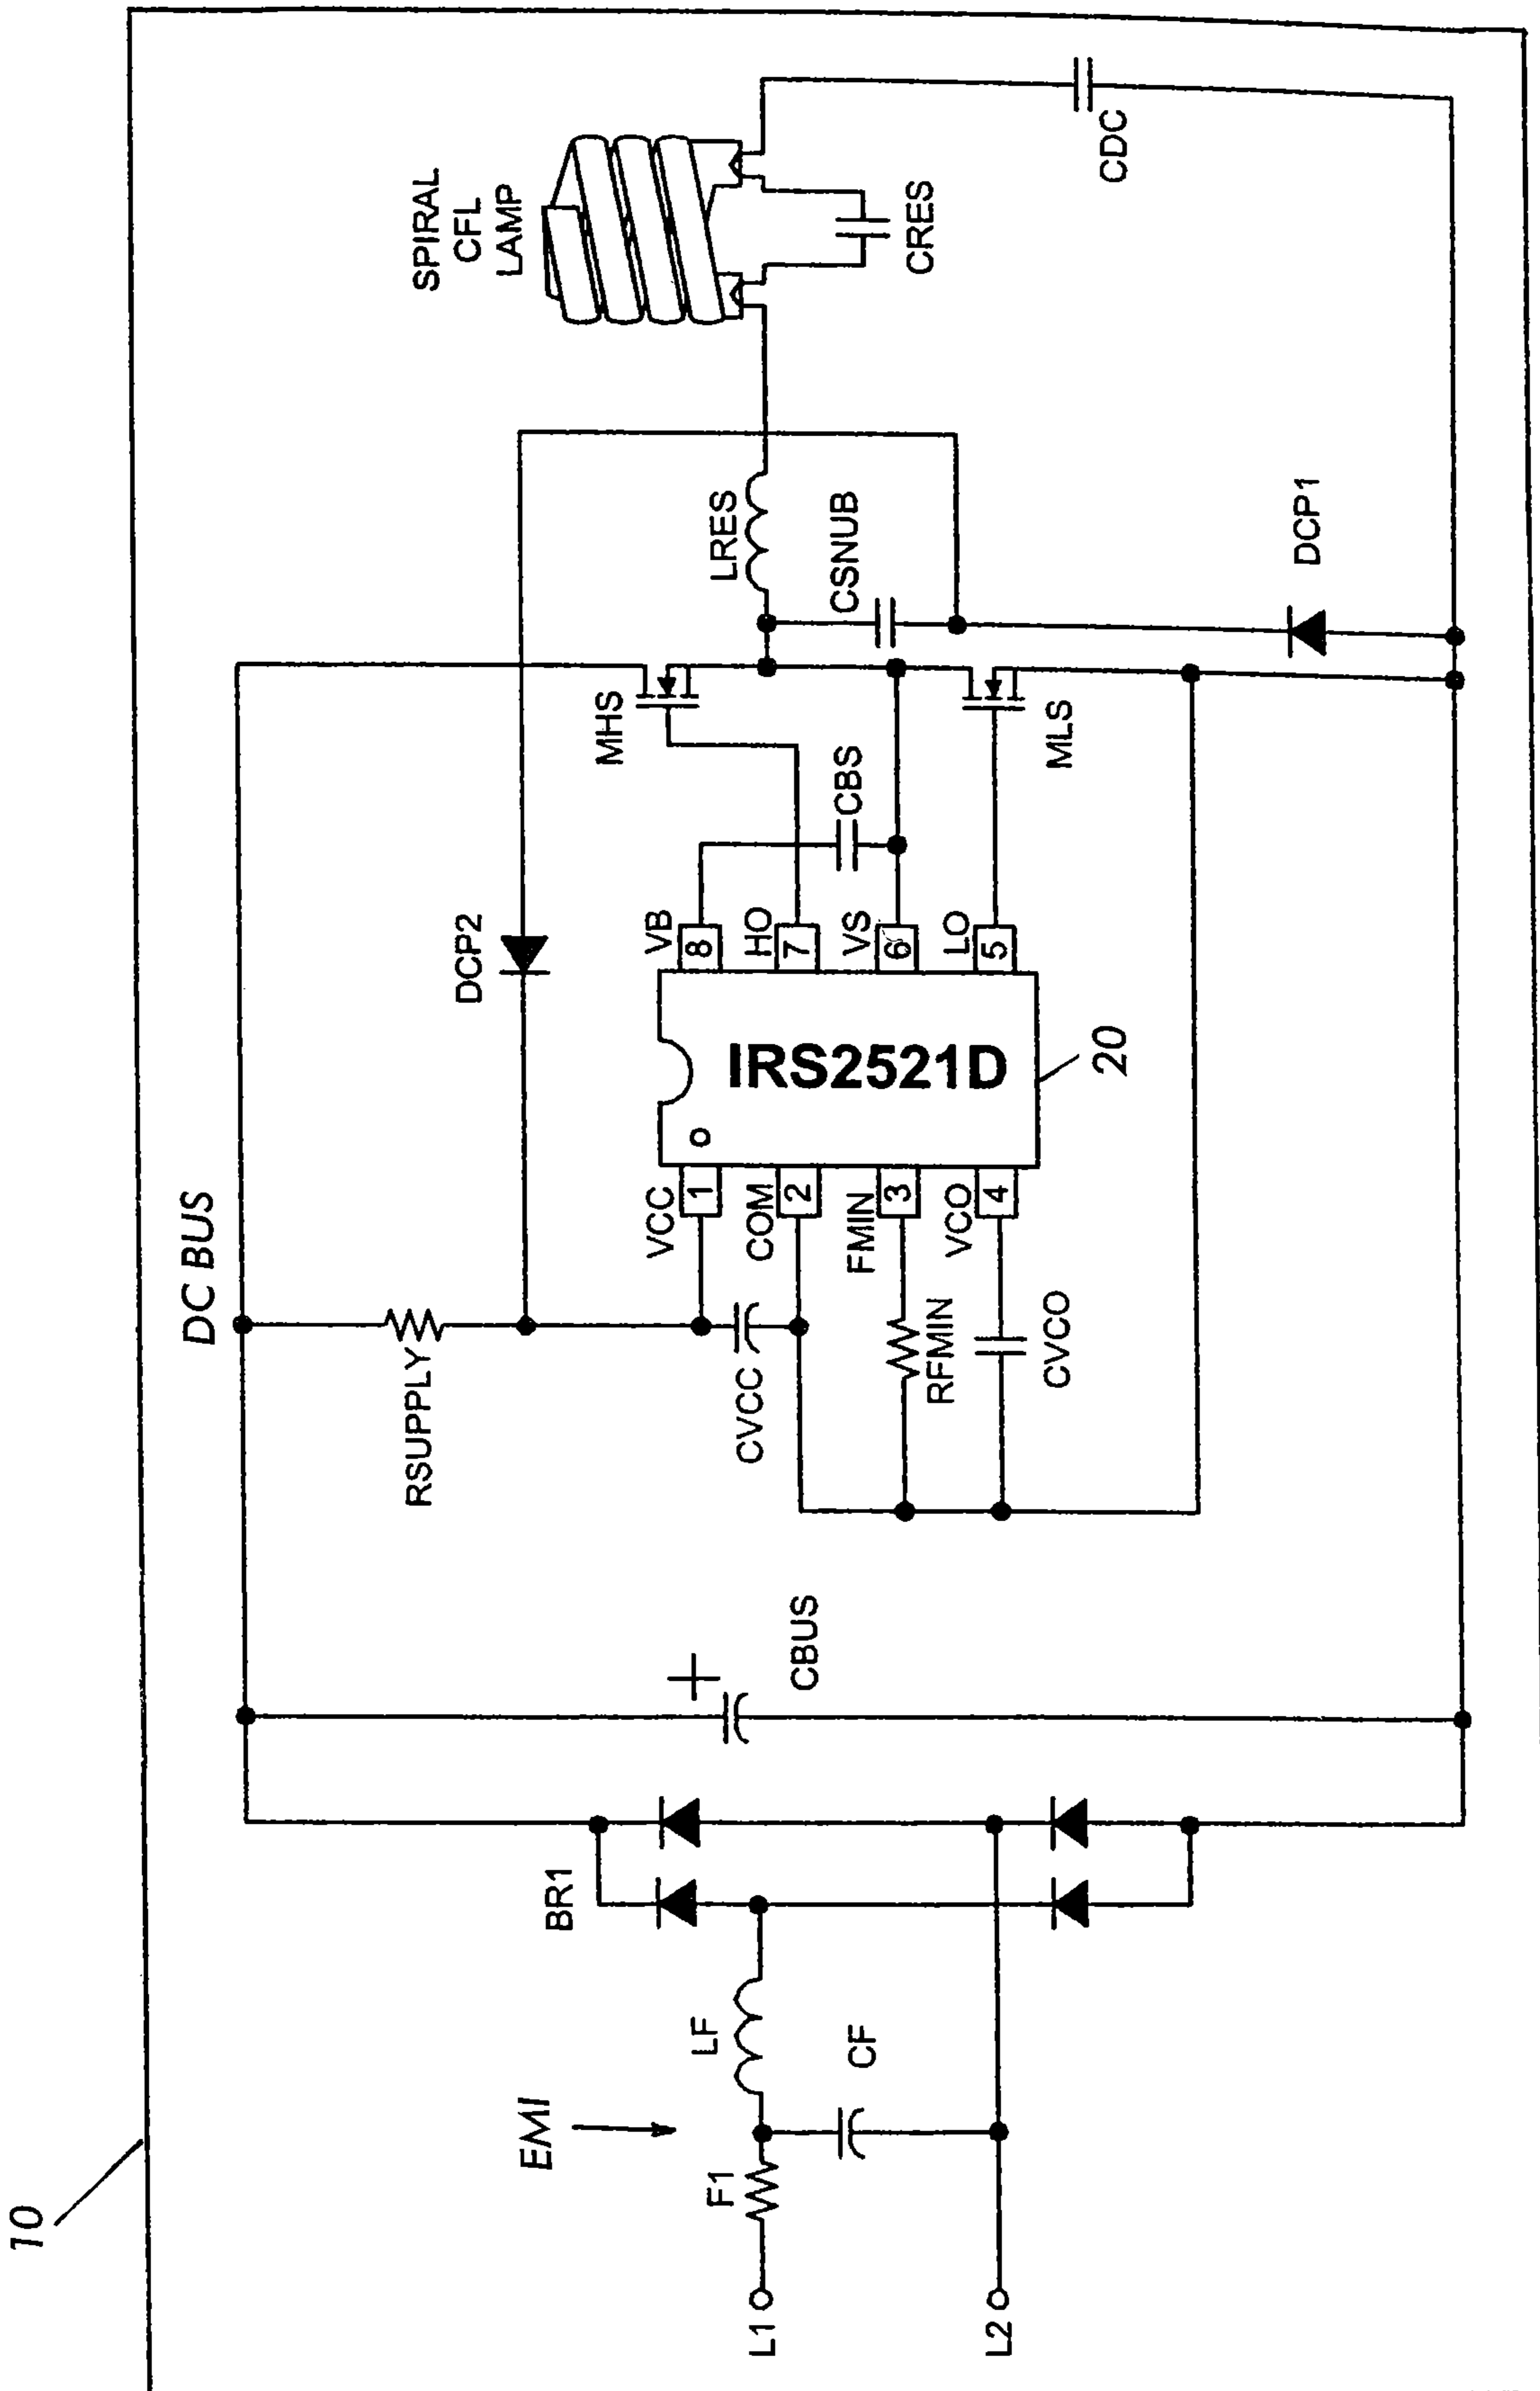 10
DC BUS
SPIRAL
CFL
LAMP
DCP2
RSUPPLY
EMI
BR1
MHS
LRES
VCC
1
8
VB
F1
LF
CBUS
+
CVCC
COM
2
IRS2521D
7
HO
CBS
CSNUB
CRES
CF
FMIN
3
6
VS
RFMIN
VCO
4
5
LO
CVCO
20
MLS
CDC
DCP1
L1
L2